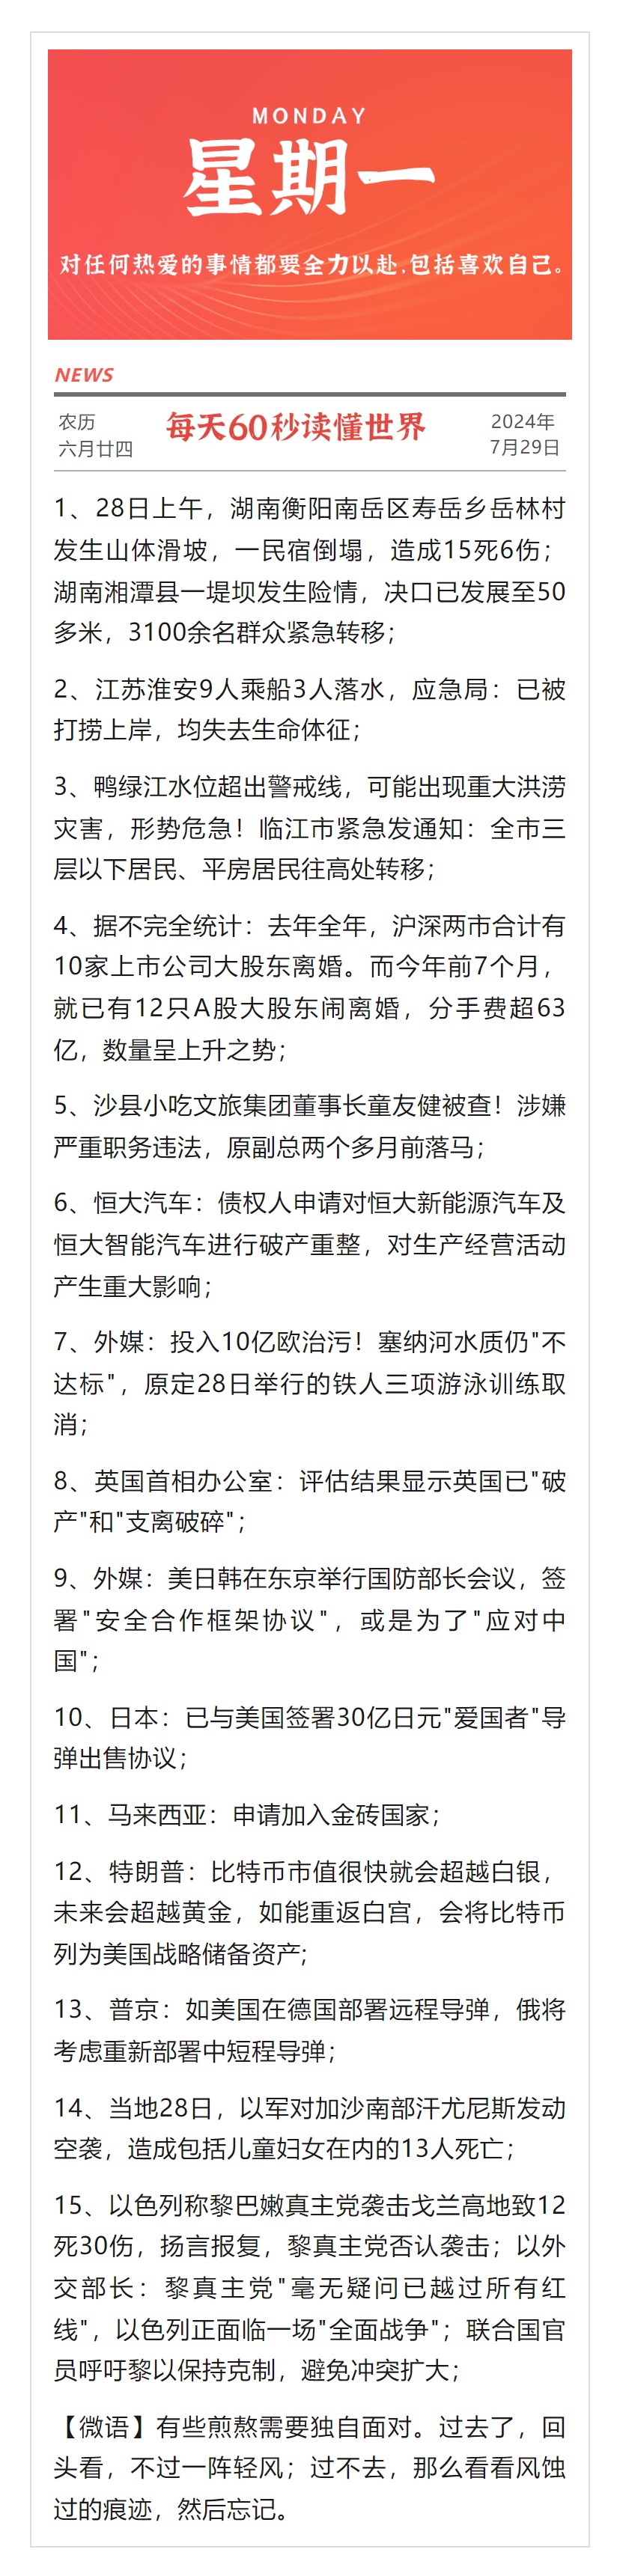 MONDAY
星期一
对任何热爱的事情都要全力以赴,包括喜欢自己。
NEWS
农历
六月廿四
每天60秒读懂世界
2024年
7月29日
1、28日上午，湖南衡阳南岳区寿岳乡岳林村
发生山体滑坡，一民宿倒塌，造成15死6伤；
湖南湘潭县一堤坝发生险情，决口已发展至50
多米，3100余名群众紧急转移；
2、江苏淮安9人乘船3人落水，应急局：已被
打捞上岸，均失去生命体征；
3、鸭绿江水位超出警戒线，可能出现重大洪涝
灾害，形势危急！临江市紧急发通知：全市三
层以下居民、平房居民往高处转移；
4、据不完全统计：去年全年，沪深两市合计有
10家上市公司大股东离婚。而今年前7个月，
就已有12只A股大股东闹离婚，分手费超63
亿，数量呈上升之势；
5、沙县小吃文旅集团董事长童友健被查！涉嫌
严重职务违法，原副总两个多月前落马；
6、恒大汽车：债权人申请对恒大新能源汽车及
恒大智能汽车进行破产重整，对生产经营活动
产生重大影响；
7、外媒：投入10亿欧治污！塞纳河水质仍"不
达标"，原定28日举行的铁人三项游泳训练取
消；
8、英国首相办公室：评估结果显示英国已"破
产"和"支离破碎"；
9、外媒：美日韩在东京举行国防部长会议，签
署"安全合作框架协议"，或是为了"应对中
国"；
10、日本：已与美国签署30亿日元"爱国者"导
弹出售协议；
11、马来西亚：申请加入金砖国家；
12、特朗普：比特币市值很快就会超越白银，
未来会超越黄金，如能重返白宫，会将比特币
列为美国战略储备资产；
13、普京：如美国在德国部署远程导弹，俄将
考虑重新部署中短程导弹；
14、当地28日，以军对加沙南部汗尤尼斯发动
空袭，造成包括儿童妇女在内的13人死亡；
15、以色列称黎巴嫩真主党袭击戈兰高地致12
死30伤，扬言报复，黎真主党否认袭击；以外
交部长：黎真主党"毫无疑问已越过所有红
线"，以色列正面临一场"全面战争"；联合国官
员呼吁黎以保持克制，避免冲突扩大；
【微语】有些煎熬需要独自面对。过去了，回
头看，不过一阵轻风；过不去，那么看看风蚀
过的痕迹，然后忘记。